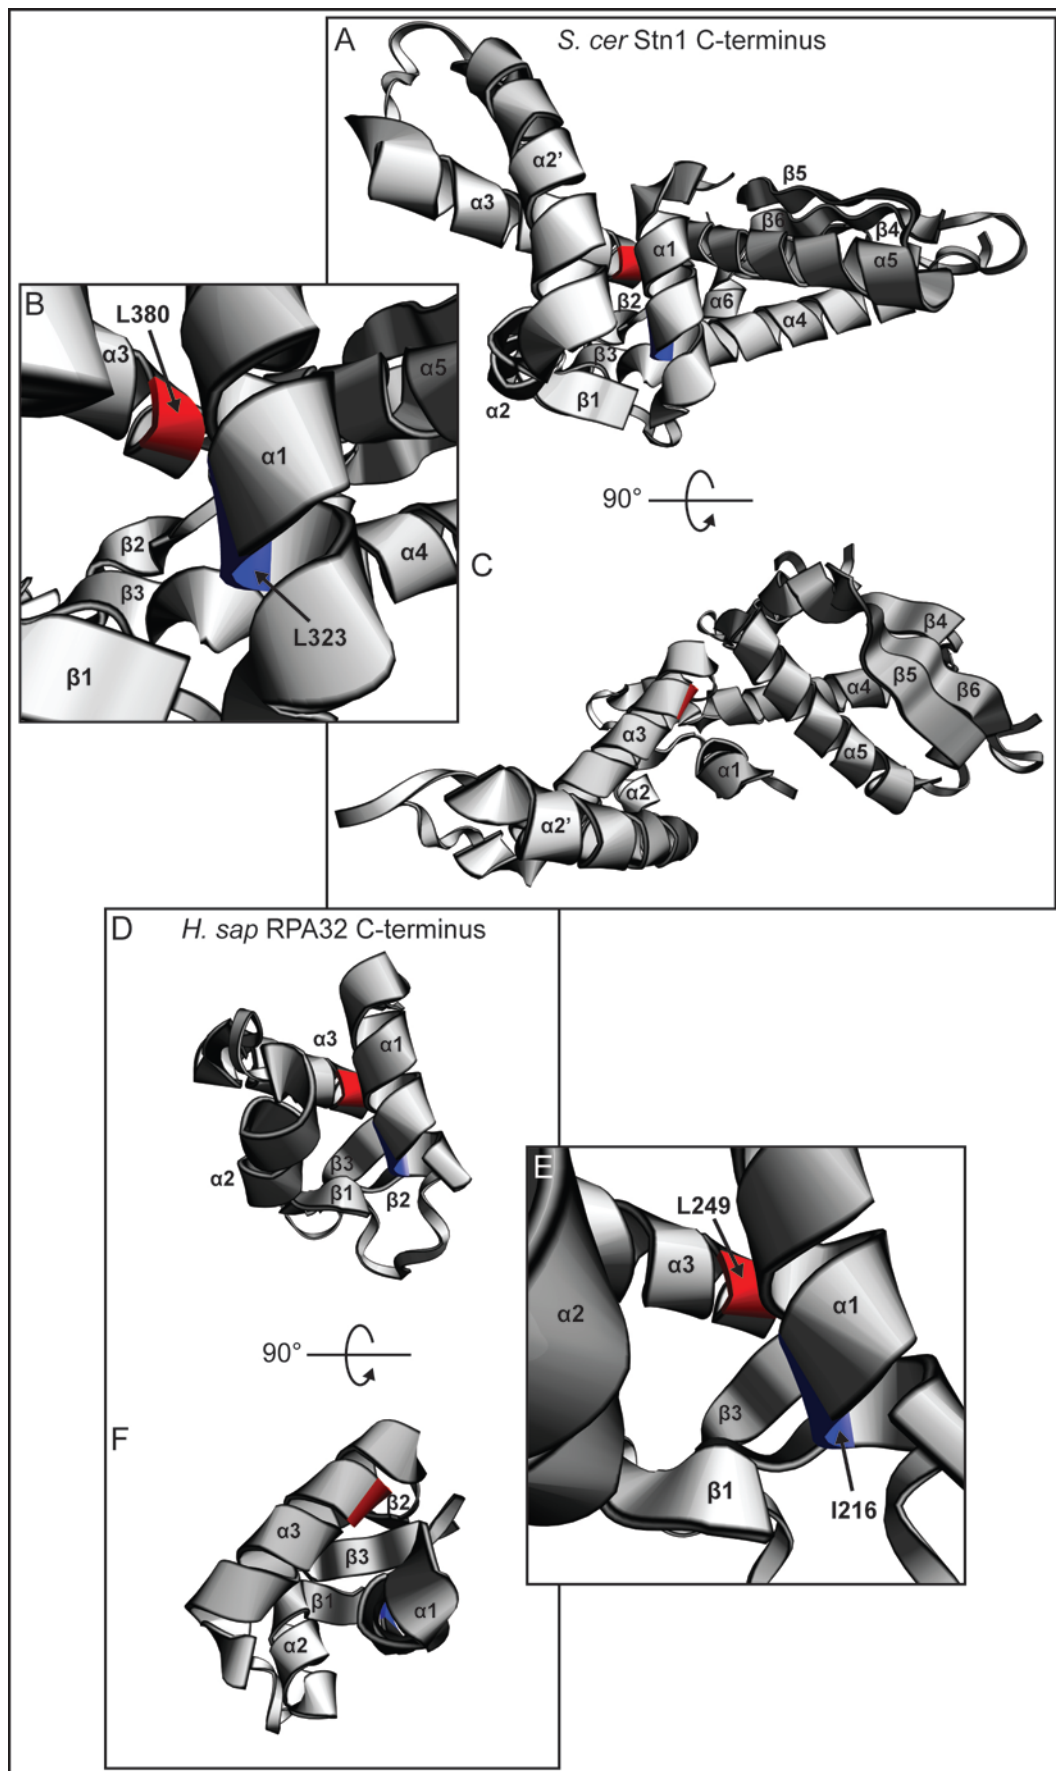 A
S. cer Stn1 C-terminus
α2'
α3
β5
β6
β4
α1
α5
β2
α6
α4
β3
α2
β1
B
L380
α3
α5
α1
β2
α4
β3
L323
β1
90°
C
β4
β5
α4
β6
α3
α5
α1
α2
α2'
D
H. sap RPA32 C-terminus
α3
α1
β3
α2
β1
β2
90°
E
L249
α3
α1
α2
β3
β1
I216
F
β2
α3
β3
β1
α1
α2